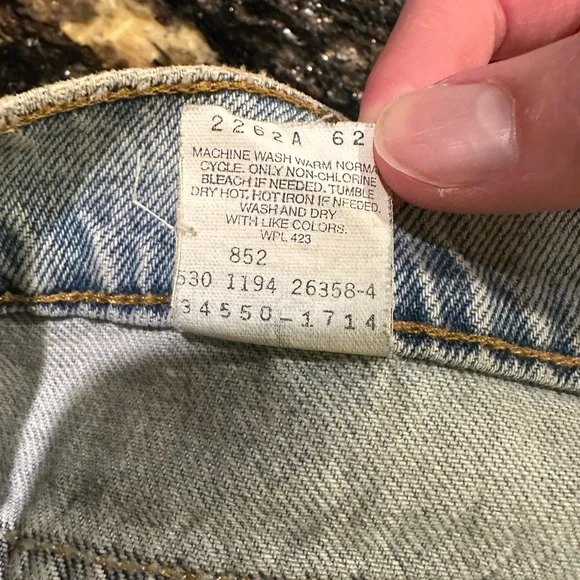 2262A 62
MACHINE WASH WARM NORMA
CYCLE. ONLY NON-CHLORINE
BLEACH IF NEEDED. TUMBLE
DRY HOT. HOT IRON IF NEEDED.
WASH AND DRY
WITH LIKE COLORS.
WPL 423
852
530 1194 26358-4
34550-1714